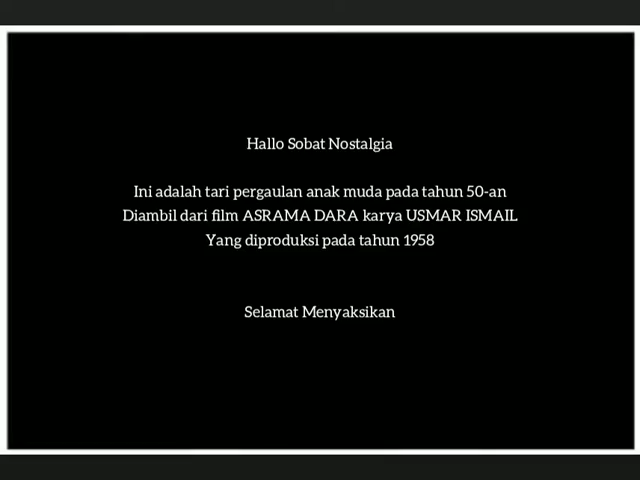 Hallo Sobat Nostalgia
Ini adalah tari pergaulan anak muda pada tahun 50-an
Diambil dari film ASRAMA DARA karya USMAR ISMAIL
Yang diproduksi pada tahun 1958
Selamat Menyaksikan